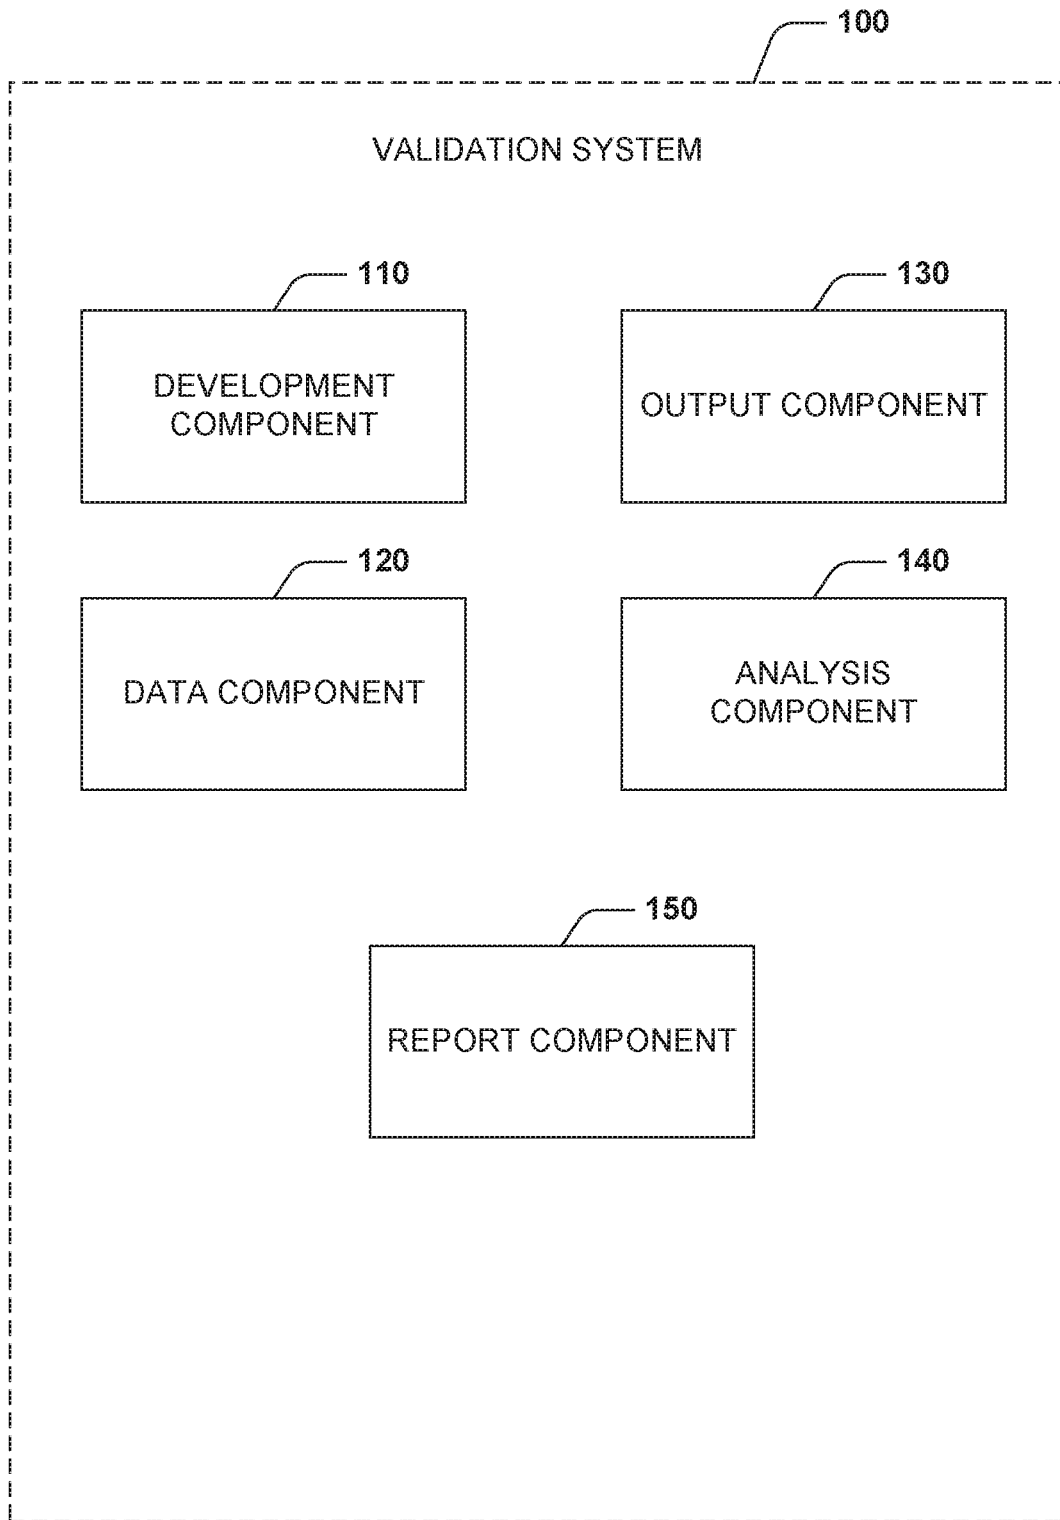 100
VALIDATION SYSTEM
110
DEVELOPMENT
COMPONENT
130
OUTPUT COMPONENT
120
DATA COMPONENT
140
ANALYSIS
COMPONENT
150
REPORT COMPONENT